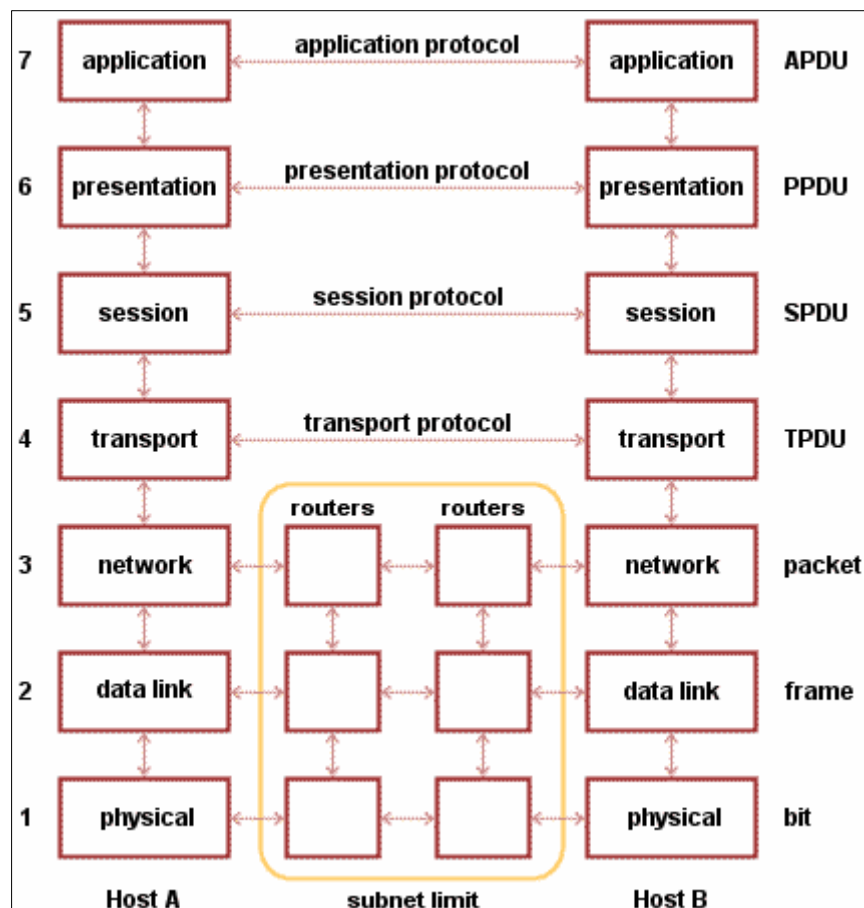 7 application application protocol application APDU
6 presentation presentation protocol presentation PPDU
5 session session protocol session SPDU
4 transport transport protocol transport TPDU
routers routers
3 network network packet
2 data link data link frame
1 physical physical bit
Host A subnet limit Host B